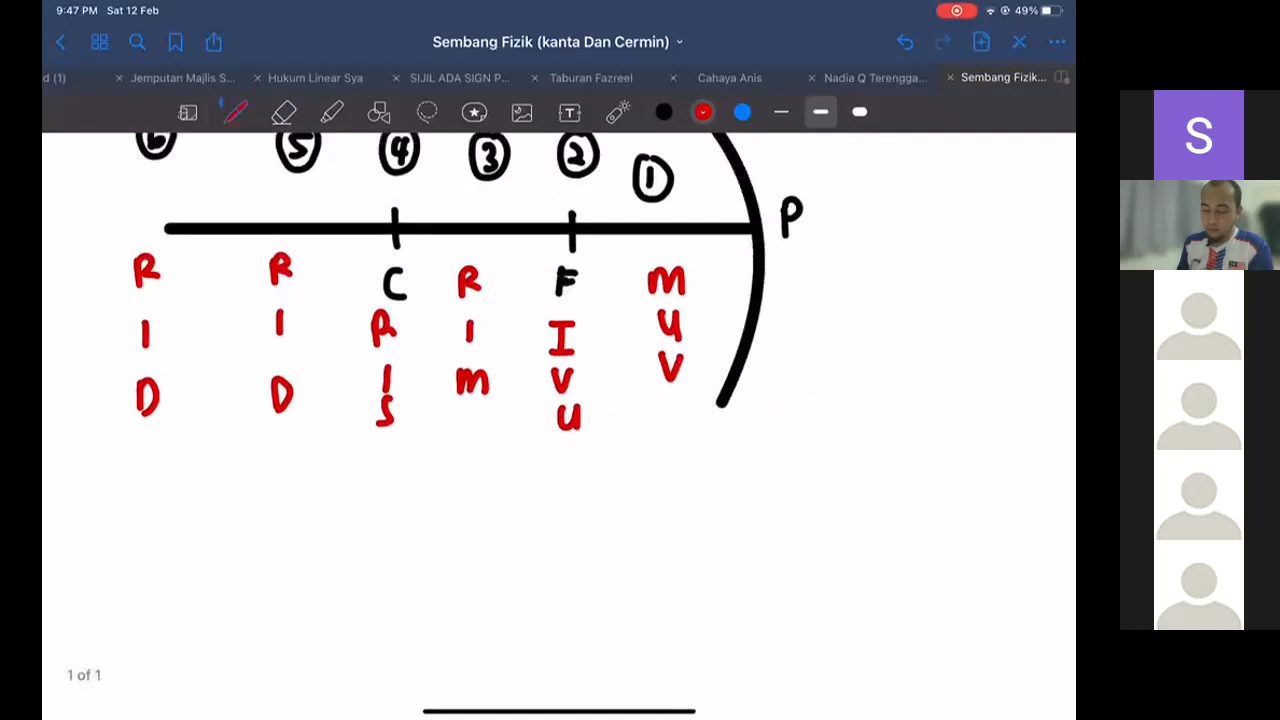 9:47 PM Sat 12 Feb
49%
Sembang Fizik (kanta Dan Cermin)
d (1)
Jemputan Majlis S...
Hukum Linear Sya
SIJIL ADA SIGN P...
Taburan Fazreel
Cahaya Anis
Nadia Q Terengga...
Sembang Fizik...
T
S
6 5 4 3 2 1
P
R R C R F M
I I R I I U
D D I M V V
S U
1 of 1